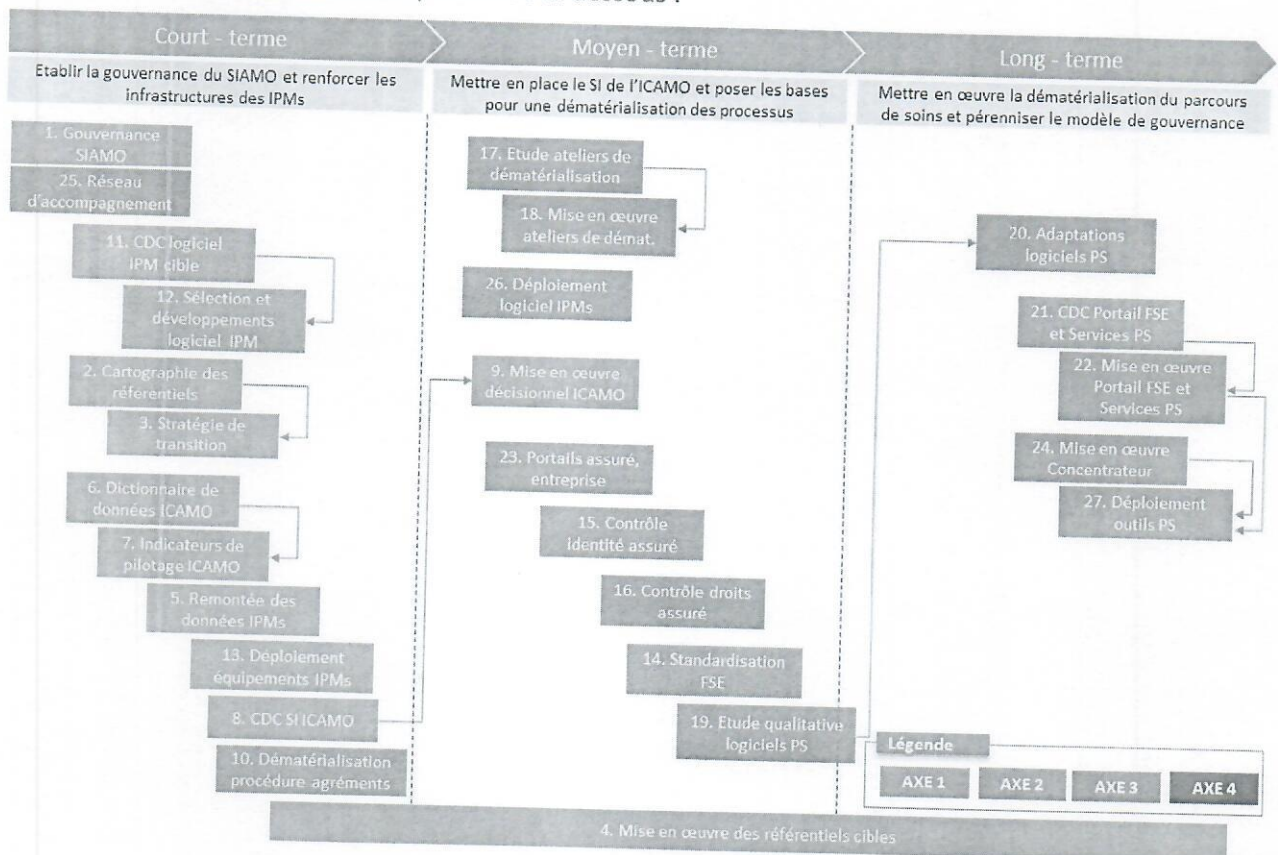 Court - terme
Moyen - terme
Long - terme
Etablir la gouvernance du SIAMO et renforcer les
infrastructures des IPMs
Mettre en place le SI de l'ICAMO et poser les bases
pour une dématérialisation des processus
Mettre en œuvre la dématérialisation du parcours
de soins et pérenniser le modèle de gouvernance
1. Gouvernance
SIAMO
25. Réseau
d'accompagnement
11. CDC logiciel
IPM cible
12. Sélection et
développements
logiciel IPM
2. Cartographie des
référentiels
3. Stratégie de
transition
6. Dictionnaire de
données ICAMO
7. Indicateurs de
pilotage ICAMO
5. Remontée des
données IPMs
13. Déploiement
équipements IPMs
8. CDC SI ICAMO
10. Dématérialisation
procédure agréments
17. Etude ateliers de
dématérialisation
18. Mise en œuvre
ateliers de démat.
26. Déploiement
logiciel IPMs
9. Mise en œuvre
décisionnel ICAMO
23. Portails assuré,
entreprise
15. Contrôle
identité assuré
16. Contrôle droits
assuré
14. Standardisation
FSE
19. Etude qualitative
logiciels PS
20. Adaptations
logiciels PS
21. CDC Portail FSE
et Services PS
22. Mise en œuvre
Portail FSE et
Services PS
24. Mise en œuvre
Concentrateur
27. Déploiement
outils PS
Légende
AXE 1
AXE 2
AXE 3
AXE 4
4. Mise en œuvre des référentiels cibles